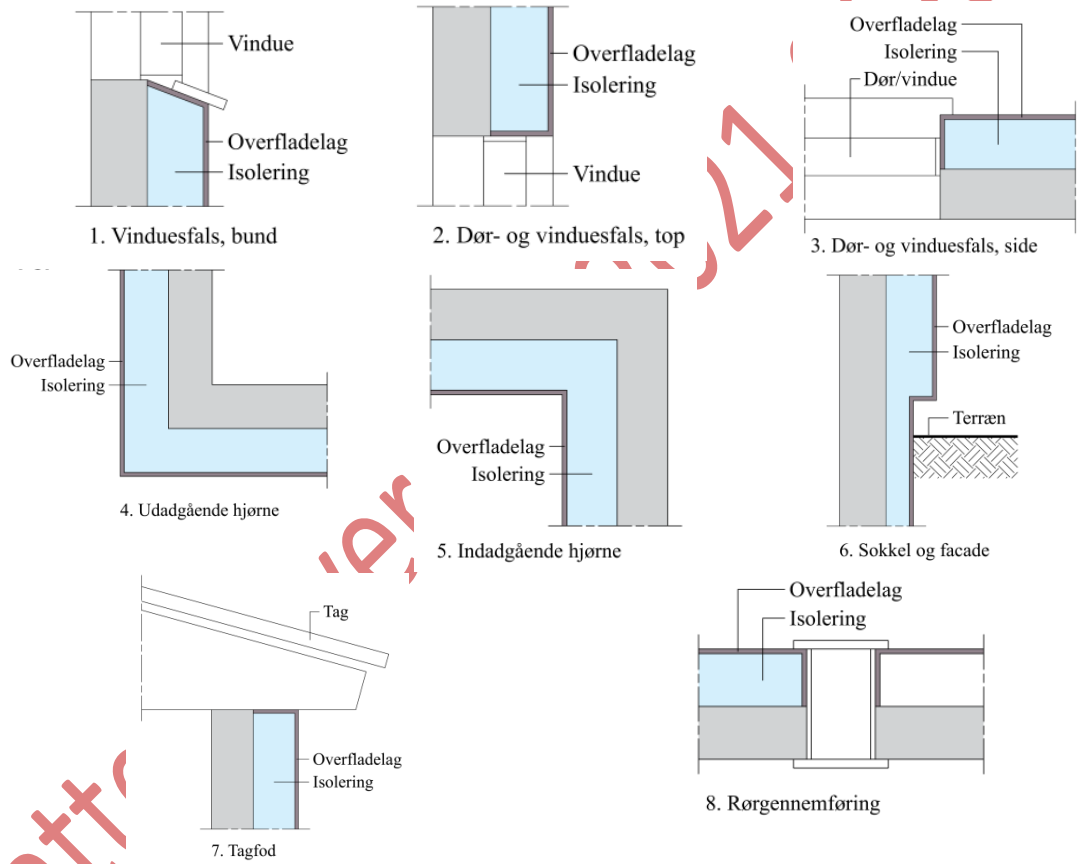 Vindue
Overfladelag
Isolering
1. Vinduesfals, bund
Overfladelag
Isolering
Vindue
2. Dør- og vinduesfals, top
Overfladelag
Isolering
Dør/vindue
3. Dør- og vinduesfals, side
Overfladelag
Isolering
4. Udadgående hjørne
Overfladelag
Isolering
5. Indadgående hjørne
Overfladelag
Isolering
Terræn
6. Sokkel og facade
Tag
Overfladelag
Isolering
7. Tagfod
Overfladelag
Isolering
8. Rørgennemføring